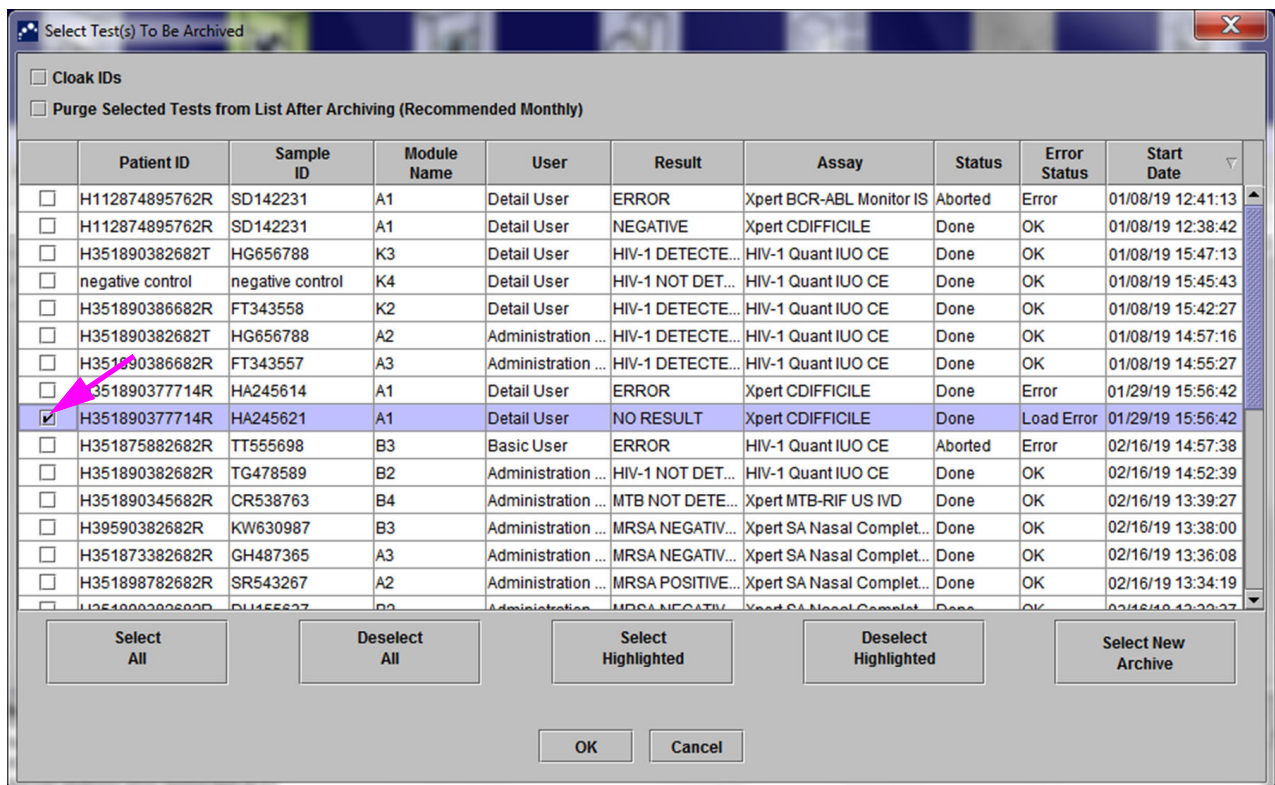 Select Test(s) To Be Archived
Cloak IDs
Purge Selected Tests from List After Archiving (Recommended Monthly)
Patient ID Sample ID Module Name User Result Assay Status Error Status Start Date
H112874895762R SD142231 A1 Detail User ERROR Xpert BCR-ABL Monitor IS Aborted Error 01/08/19 12:41:13
H112874895762R SD142231 A1 Detail User NEGATIVE Xpert CDIFFICILE Done OK 01/08/19 12:38:42
H351890382682T HG656788 K3 Detail User HIV-1 DETECTE... HIV-1 Quant IUO CE Done OK 01/08/19 15:47:13
negative control negative control K4 Detail User HIV-1 NOT DET... HIV-1 Quant IUO CE Done OK 01/08/19 15:45:43
H351890386682R FT343558 K2 Detail User HIV-1 DETECTE... HIV-1 Quant IUO CE Done OK 01/08/19 15:42:27
H351890382682T HG656788 A2 Administration ... HIV-1 DETECTE... HIV-1 Quant IUO CE Done OK 01/08/19 14:57:16
H351890386682R FT343557 A3 Administration ... HIV-1 DETECTE... HIV-1 Quant IUO CE Done OK 01/08/19 14:55:27
H351890377714R HA245614 A1 Detail User ERROR Xpert CDIFFICILE Done Error 01/29/19 15:56:42
H351890377714R HA245621 A1 Detail User NO RESULT Xpert CDIFFICILE Done Load Error 01/29/19 15:56:42
H351875882682R TT555698 B3 Basic User ERROR HIV-1 Quant IUO CE Aborted Error 02/16/19 14:57:38
H351890382682R TG478589 B2 Administration ... HIV-1 NOT DET... HIV-1 Quant IUO CE Done OK 02/16/19 14:52:39
H351890345682R CR538763 B4 Administration ... MTB NOT DETE... Xpert MTB-RIF US IVD Done OK 02/16/19 13:39:27
H39590382682R KW630987 B3 Administration ... MRSA NEGATIV... Xpert SA Nasal Complet... Done OK 02/16/19 13:38:00
H351873382682R GH487365 A3 Administration ... MRSA NEGATIV... Xpert SA Nasal Complet... Done OK 02/16/19 13:36:08
H351898782682R SR543267 A2 Administration ... MRSA POSITIVE... Xpert SA Nasal Complet... Done OK 02/16/19 13:34:19
Select All Deselect All Select Highlighted Deselect Highlighted Select New Archive
OK Cancel